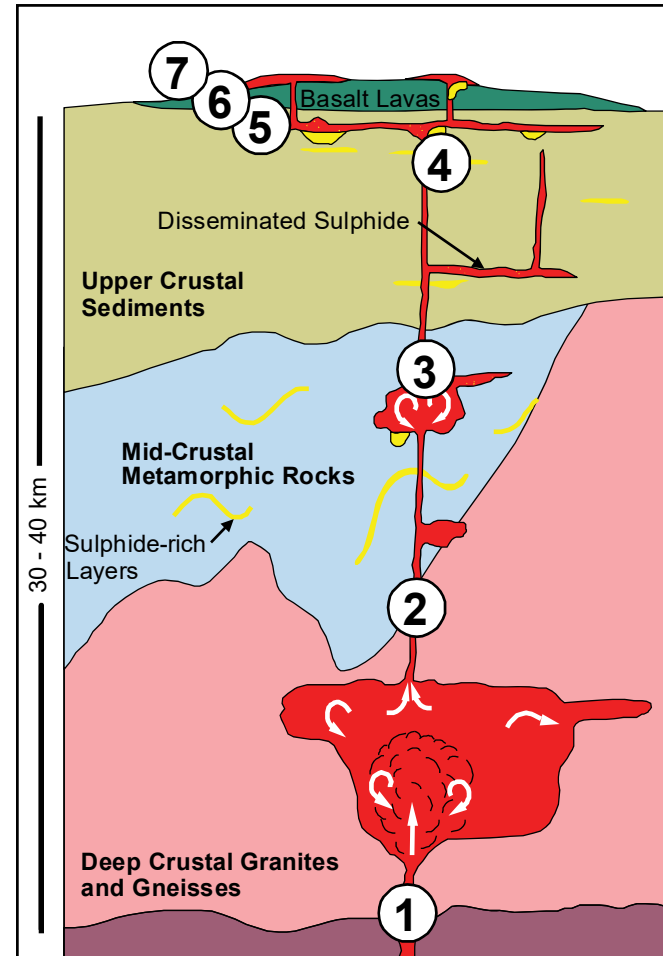 7
6
5
Basalt Lavas
4
Disseminated Sulphide
Upper Crustal
Sediments
3
Mid-Crustal
Metamorphic Rocks
Sulphide-rich
Layers
30 - 40 km
2
Deep Crustal Granites
and Gneisses
1